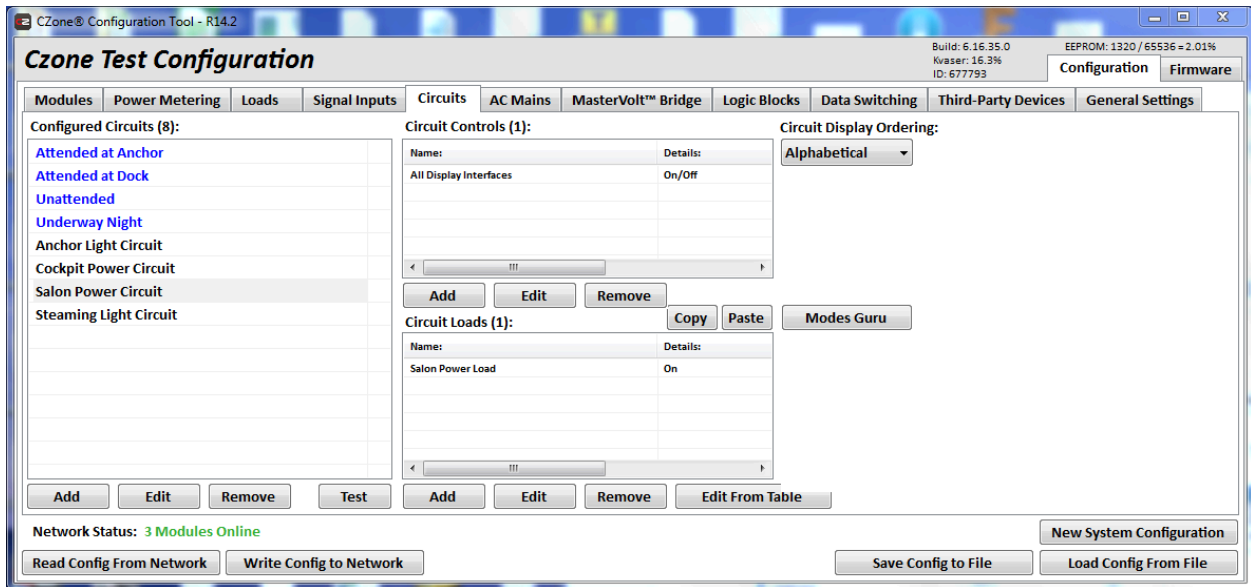 CZone® Configuration Tool - R14.2
Czone Test Configuration
Build: 6.16.35.0
Kvaser: 16.3%
ID: 677793
EEPROM: 1320 / 65536 = 2.01%
Configuration Firmware
Modules Power Metering Loads Signal Inputs Circuits AC Mains MasterVolt™ Bridge Logic Blocks Data Switching Third-Party Devices General Settings
Configured Circuits (8):
Attended at Anchor
Attended at Dock
Unattended
Underway Night
Anchor Light Circuit
Cockpit Power Circuit
Salon Power Circuit
Steaming Light Circuit
Add Edit Remove Test
Circuit Controls (1):
Name: Details:
All Display Interfaces On/Off
Add Edit Remove
Copy Paste
Circuit Loads (1):
Name: Details:
Salon Power Load On
Add Edit Remove Edit From Table
Circuit Display Ordering:
Alphabetical
Modes Guru
Network Status: 3 Modules Online
New System Configuration
Read Config From Network Write Config to Network Save Config to File Load Config From File